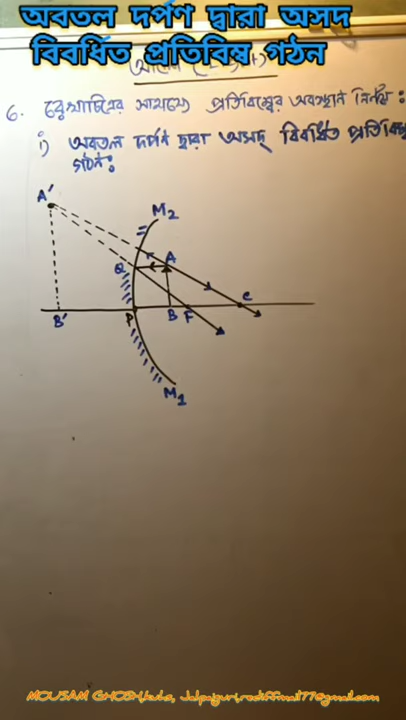 অবতল দর্পণ দ্বারা অসদ
বিবর্ধিত প্রতিবিম্ব গঠন
6. রেখাচিত্রের সাহায্যে প্রতিবিম্বের অবস্থান নির্ণয় :
i) অবতল দর্পন দ্বারা অসদ্ বিবর্ধিত প্রতিবিম্ব
গঠন:
A'
M2
A
Q
C
B' P B F
M1
MOUSAM GHOSH